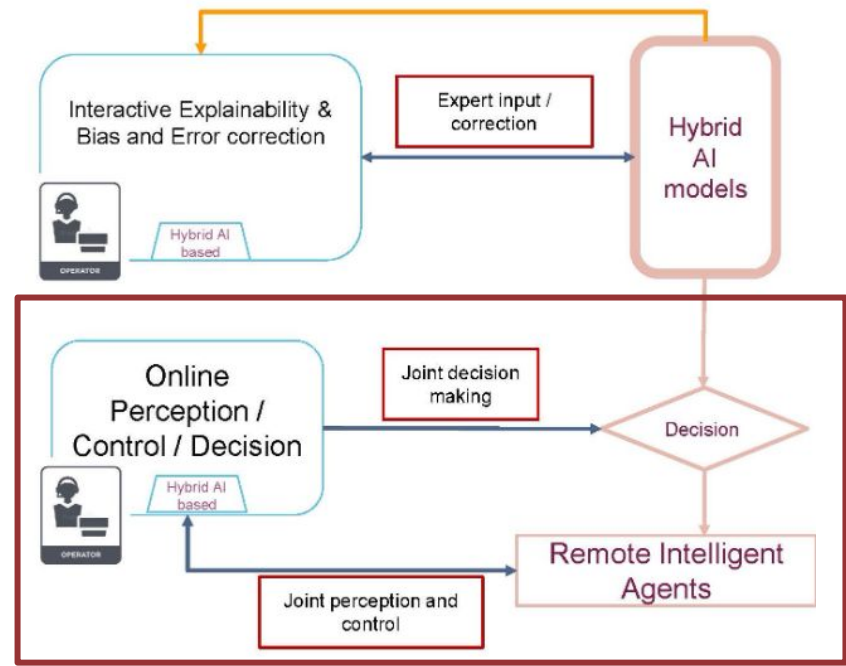 Interactive Explainability &
Bias and Error correction
Expert input /
correction
Hybrid
AI
models
Hybrid AI
based
OPERATOR
Online
Perception /
Control / Decision
Joint decision
making
Decision
Hybrid AI
based
OPERATOR
Remote Intelligent
Agents
Joint perception and
control